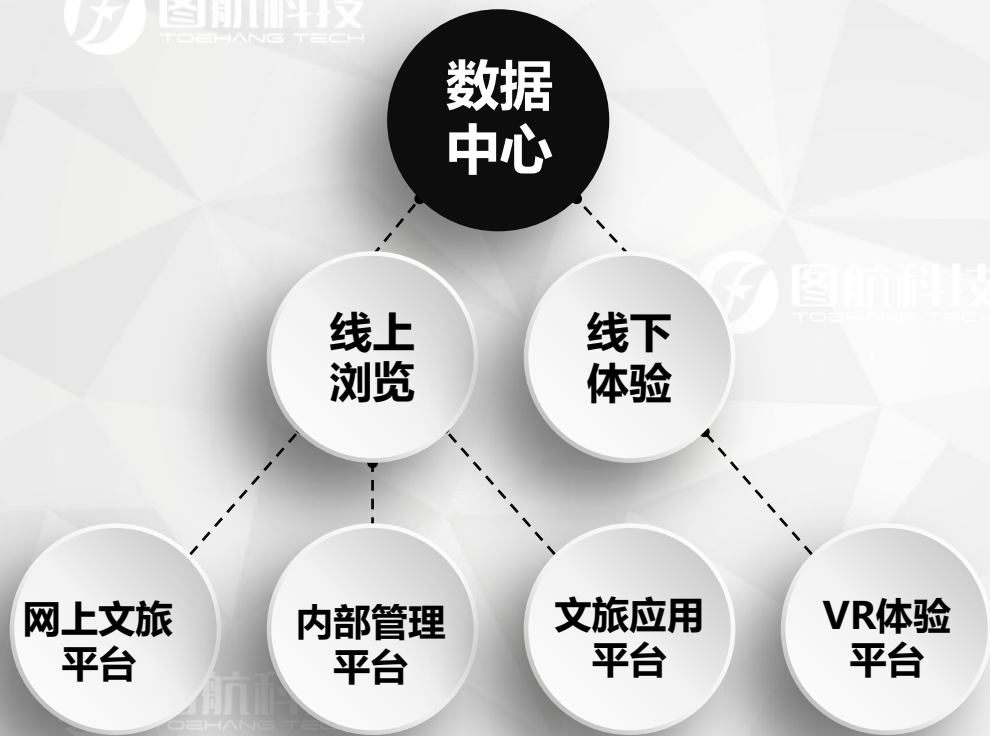 图航科技
TOEHANG TECH
数据
中心
图航科技
TOEHANG TECH
线上
浏览
线下
体验
网上文旅
平台
内部管理
平台
文旅应用
平台
VR体验
平台